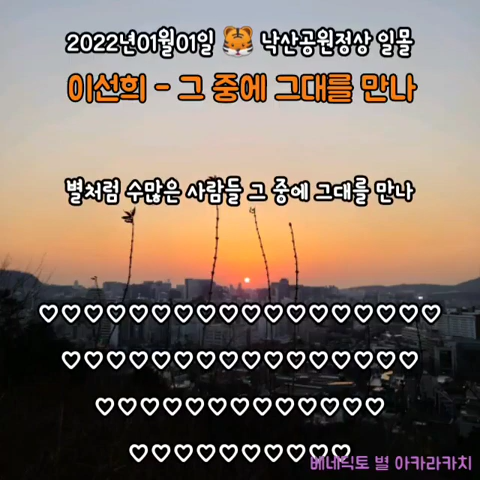 2022년01월01일 🐯 낙산공원정상 일몰
이선희 - 그 중에 그대를 만나
별처럼 수많은 사람들 그 중에 그대를 만나
♡♡♡♡♡♡♡♡♡♡♡♡♡♡♡♡♡♡
♡♡♡♡♡♡♡♡♡♡♡♡♡♡♡♡
♡♡♡♡♡♡♡♡♡♡♡♡♡
♡♡♡♡♡♡♡♡♡♡
베네딕토 별 아카라카치